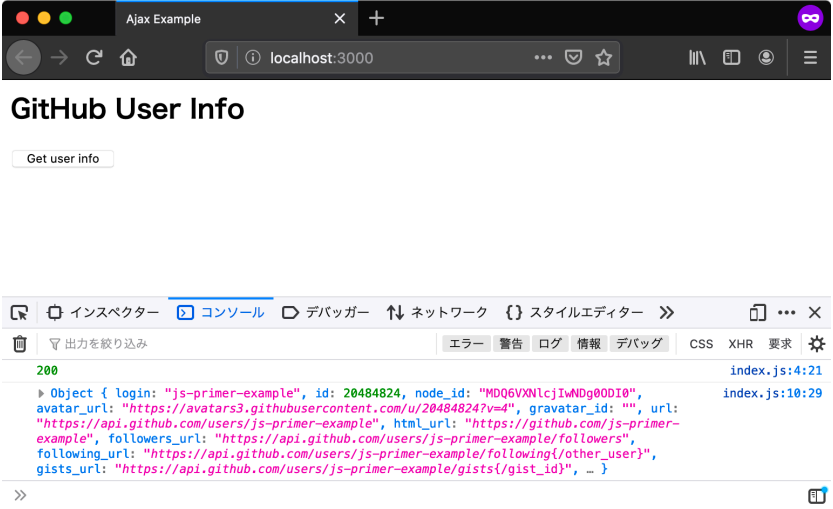 Ajax Example
localhost:3000
GitHub User Info
Get user info
インスペクター コンソール デバッガー ネットワーク スタイルエディター
出力を絞り込み エラー 警告 ログ 情報 デバッグ CSS XHR 要求
200 index.js:4:21
Object { login: "js-primer-example", id: 20484824, node_id: "MDQ6VXNlcjIwNDg0ODI0", index.js:10:29
avatar_url: "https://avatars3.githubusercontent.com/u/20484824?v=4", gravatar_id: "", url:
"https://api.github.com/users/js-primer-example", html_url: "https://github.com/js-primer-
example", followers_url: "https://api.github.com/users/js-primer-example/followers",
following_url: "https://api.github.com/users/js-primer-example/following{/other_user}",
gists_url: "https://api.github.com/users/js-primer-example/gists{/gist_id}", … }